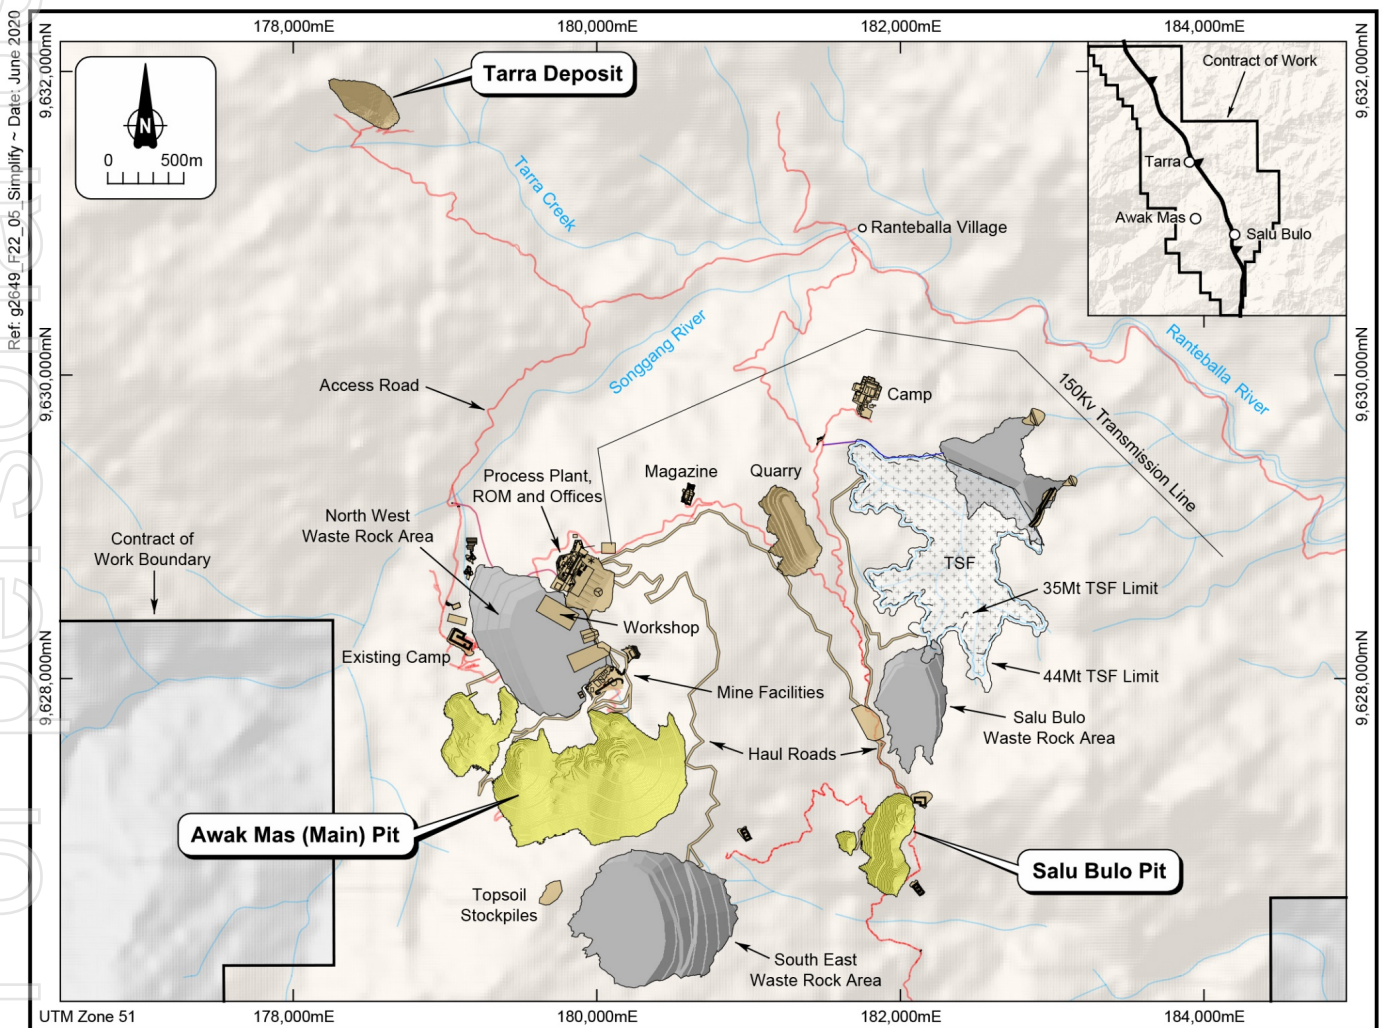 178,000mE
180,000mE
182,000mE
184,000mE
Ref: g2649_F22_05_Simplify ~ Date: June 2020
9,632,000mN
9,632,000mN
N
0 500m
Tarra Deposit
Contract of Work
Tarra
Awak Mas
Salu Bulo
Tarra Creek
Ranteballa Village
Songgang River
Ranteballa River
9,630,000mN
9,630,000mN
Access Road
150Kv Transmission Line
Camp
Magazine
Quarry
Process Plant,
ROM and Offices
North West
Waste Rock Area
Contract of
Work Boundary
TSF
35Mt TSF Limit
Workshop
Existing Camp
44Mt TSF Limit
9,628,000mN
9,628,000mN
Mine Facilities
Salu Bulo
Waste Rock Area
Haul Roads
Awak Mas (Main) Pit
Salu Bulo Pit
Topsoil
Stockpiles
South East
Waste Rock Area
UTM Zone 51
178,000mE
180,000mE
182,000mE
184,000mE